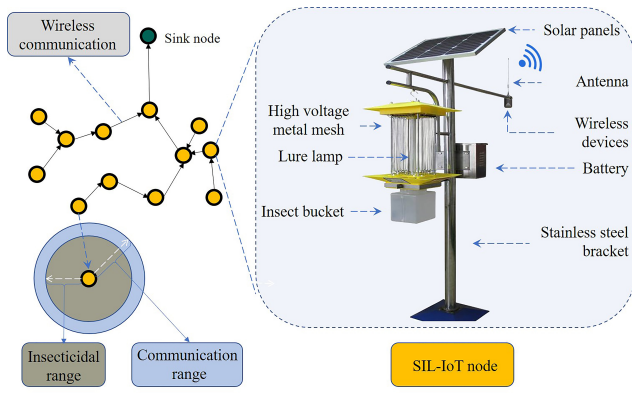 Wireless
communication
Sink node
Solar panels
Antenna
High voltage
metal mesh
Wireless
devices
Lure lamp
Battery
Insect bucket
Stainless steel
bracket
Insecticidal
range
Communication
range
SIL-IoT node